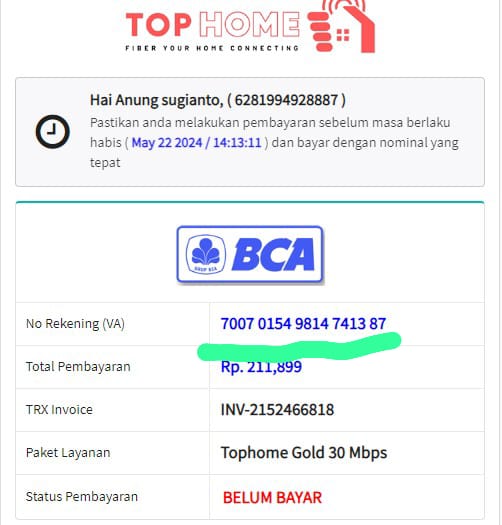 TOP HOME
FIBER YOUR HOME CONNECTING
Hai Anung sugianto, ( 6281994928887 )
Pastikan anda melakukan pembayaran sebelum masa berlaku
habis ( May 22 2024 / 14:13:11 ) dan bayar dengan nominal yang
tepat
BCA
GRUP BCA
No Rekening (VA) 7007 0154 9814 7413 87
Total Pembayaran Rp. 211,899
TRX Invoice INV-2152466818
Paket Layanan Tophome Gold 30 Mbps
Status Pembayaran BELUM BAYAR